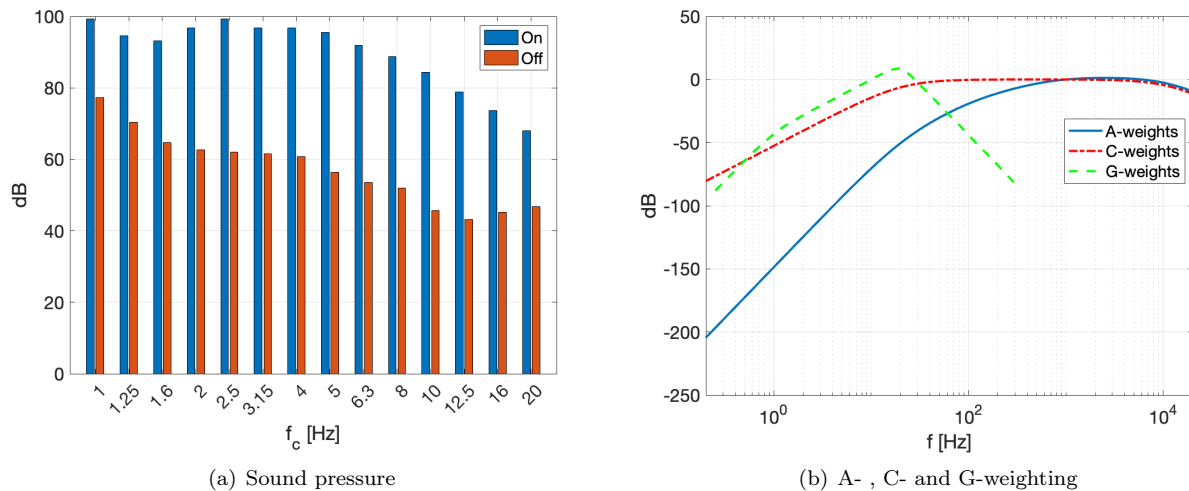 100
80
60
40
20
0
dB
On
Off
1
1.25
1.6
2
2.5
3.15
4
5
6.3
8
10
12.5
16
20
f_c [Hz]
(a) Sound pressure
50
0
-50
-100
-150
-200
-250
dB
A-weights
C-weights
G-weights
10^0
10^2
10^4
f [Hz]
(b) A- , C- and G-weighting